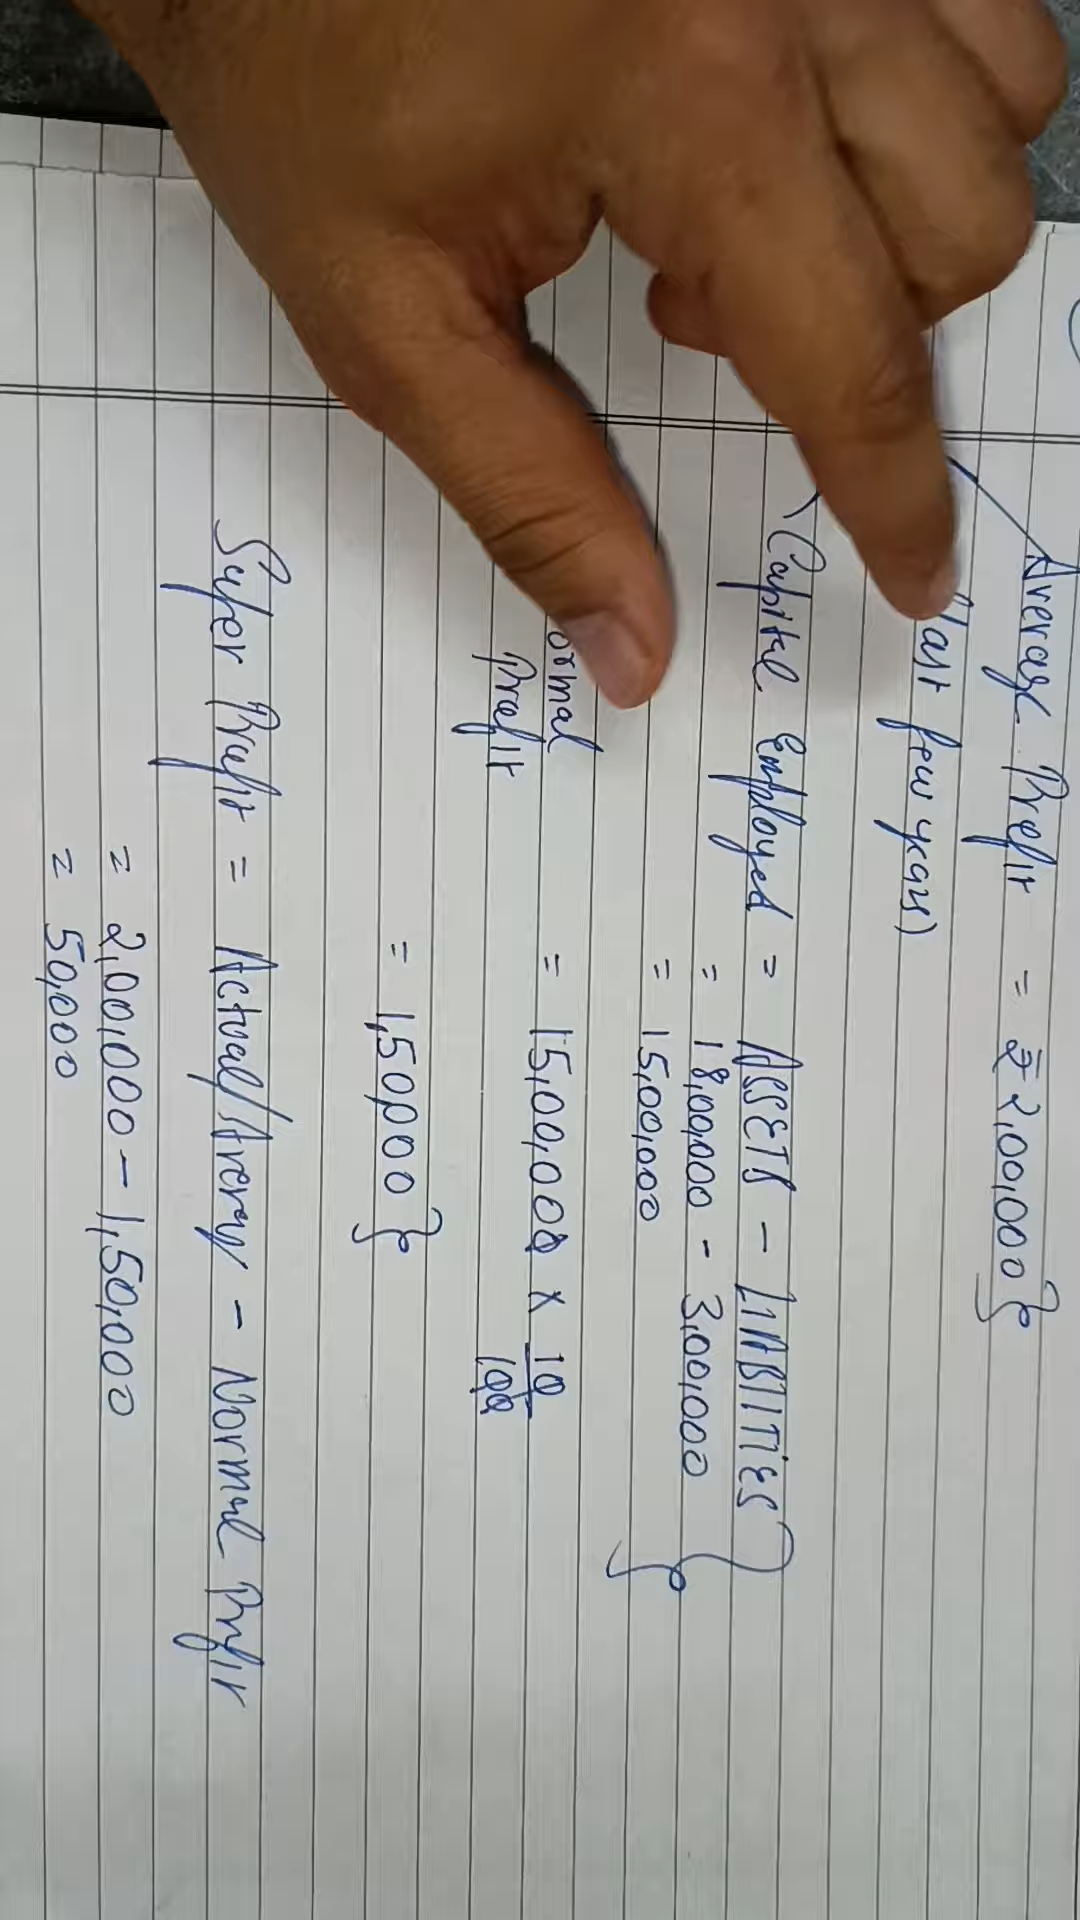 Average Profit = ₹ 2,00,000}
last few years)
Capital Employed = ASSETS - LIABILITIES
= 18,00,000 - 3,00,000
= 15,00,000
ormal = 15,00,000 × 10/100
Profit
= 1,50,000}
Super Profit = Actual/Average - Normal Profit
= 2,00,000 - 1,50,000
= 50,000